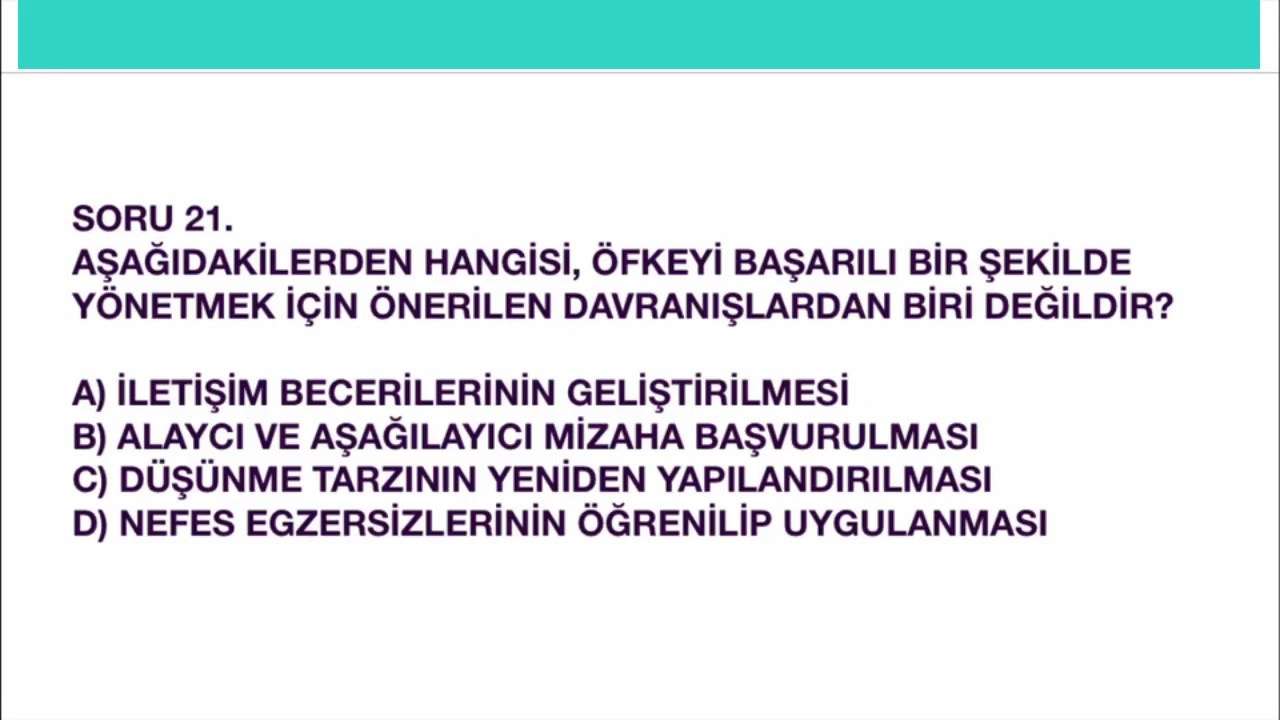 SORU 21.
AŞAĞIDAKİLERDEN HANGİSİ, ÖFKEYİ BAŞARILI BİR ŞEKİLDE
YÖNETMEK İÇİN ÖNERİLEN DAVRANIŞLARDAN BİRİ DEĞİLDİR?
A) İLETİŞİM BECERİLERİNİN GELİŞTİRİLMESİ
B) ALAYCI VE AŞAĞILAYICI MİZAHA BAŞVURULMASI
C) DÜŞÜNME TARZININ YENİDEN YAPILANDIRILMASI
D) NEFES EGZERSİZLERİNİN ÖĞRENİLİP UYGULANMASI